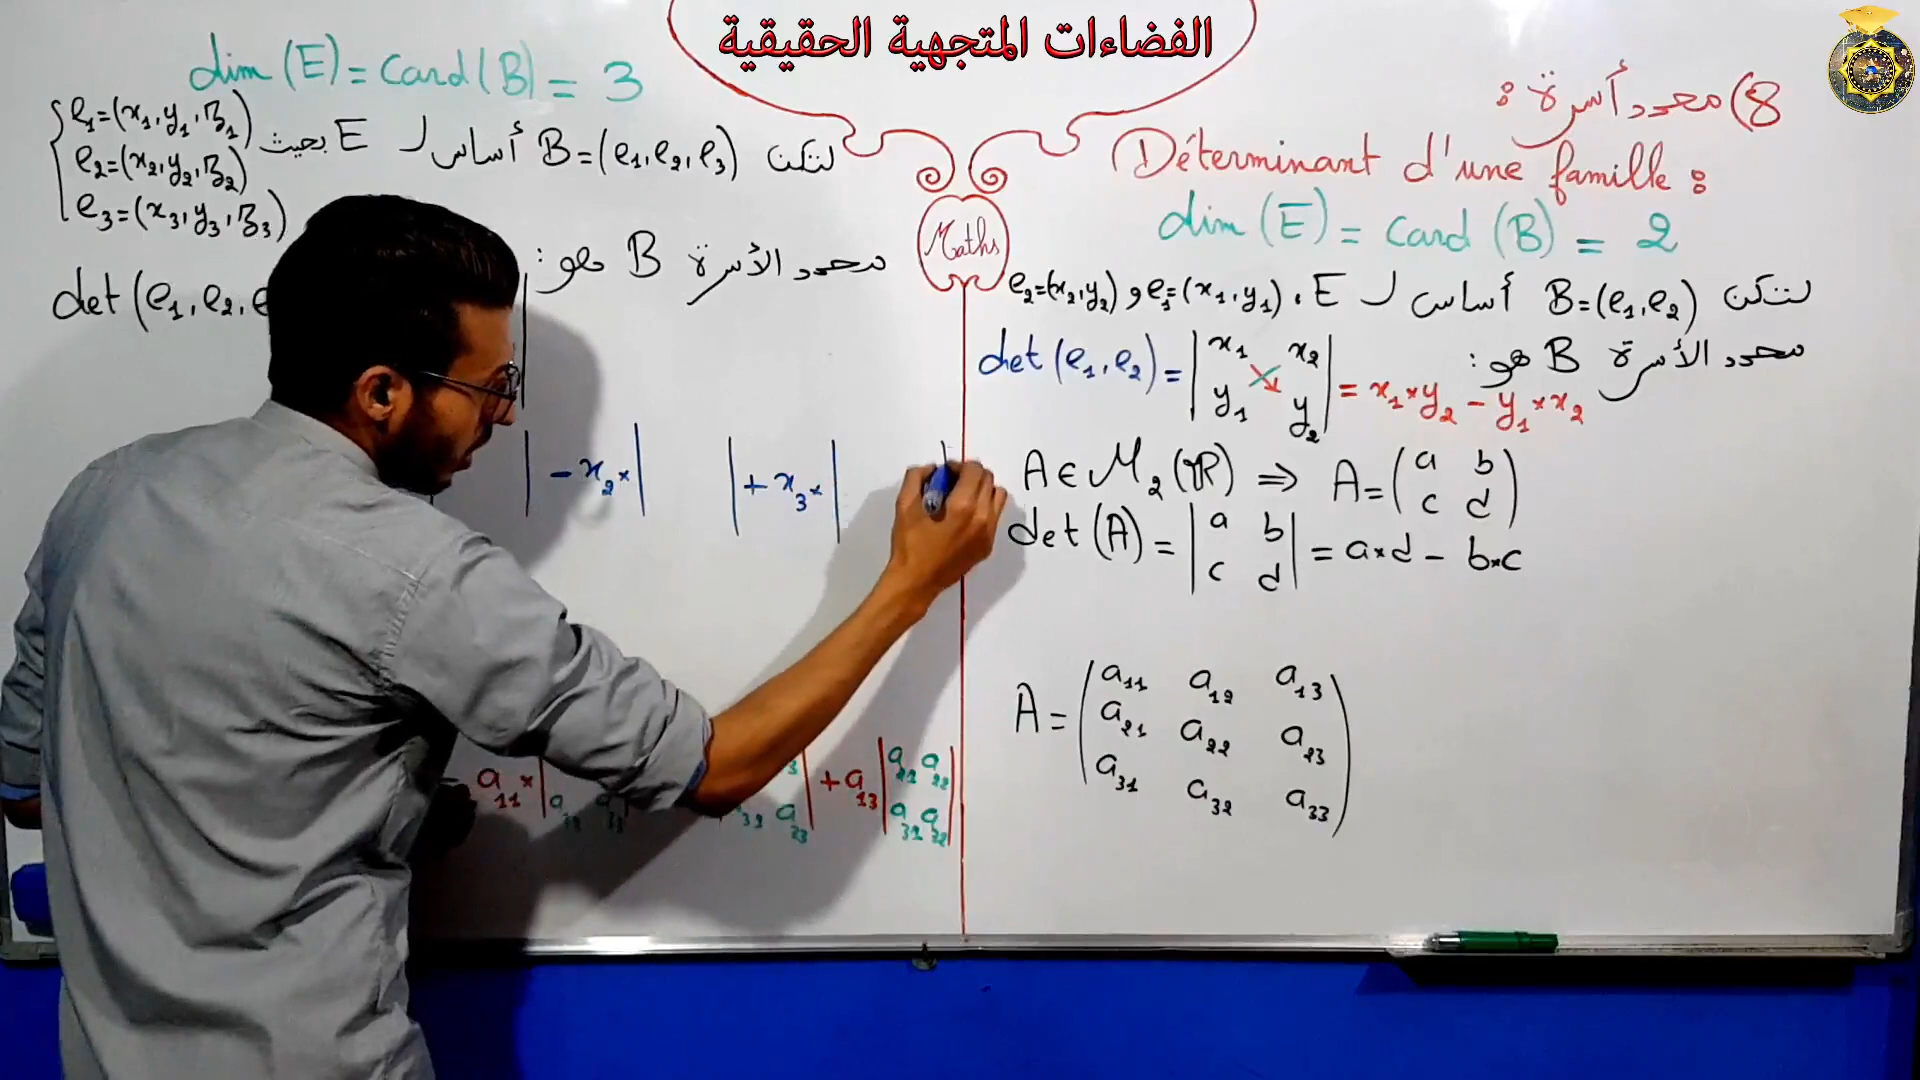 الفضاءات المتجهية الحقيقية
8) محدد أسرة :
Déterminant d'une famille :
dim (E) = Card (B) = 2
لتكن B=(e₁,e₂) أساس لـ E ، e₁=(x₁,y₁) و e₂=(x₂,y₂)
محدد الأسرة B هو :
det (e₁,e₂) = | x₁ x₂
y₁ y₂ | = x₁×y₂ - y₁×x₂
A ∈ M₂(ℝ) ⇒ A = ( a b
c d )
det (A) = | a b
c d | = a×d - b×c
A = ( a₁₁ a₁₂ a₁₃
a₂₁ a₂₂ a₂₃
a₃₁ a₃₂ a₃₃ )
Maths
dim (E) = Card (B) = 3
لتكن B=(e₁,e₂,e₃) أساس لـ E بحيث
e₁=(x₁,y₁,z₁)
e₂=(x₂,y₂,z₂)
e₃=(x₃,y₃,z₃)
محدد الأسرة B هو :
det (e₁,e₂,e
| - x₂× | | + x₃× |
a₁₁× | + a₁₃ |